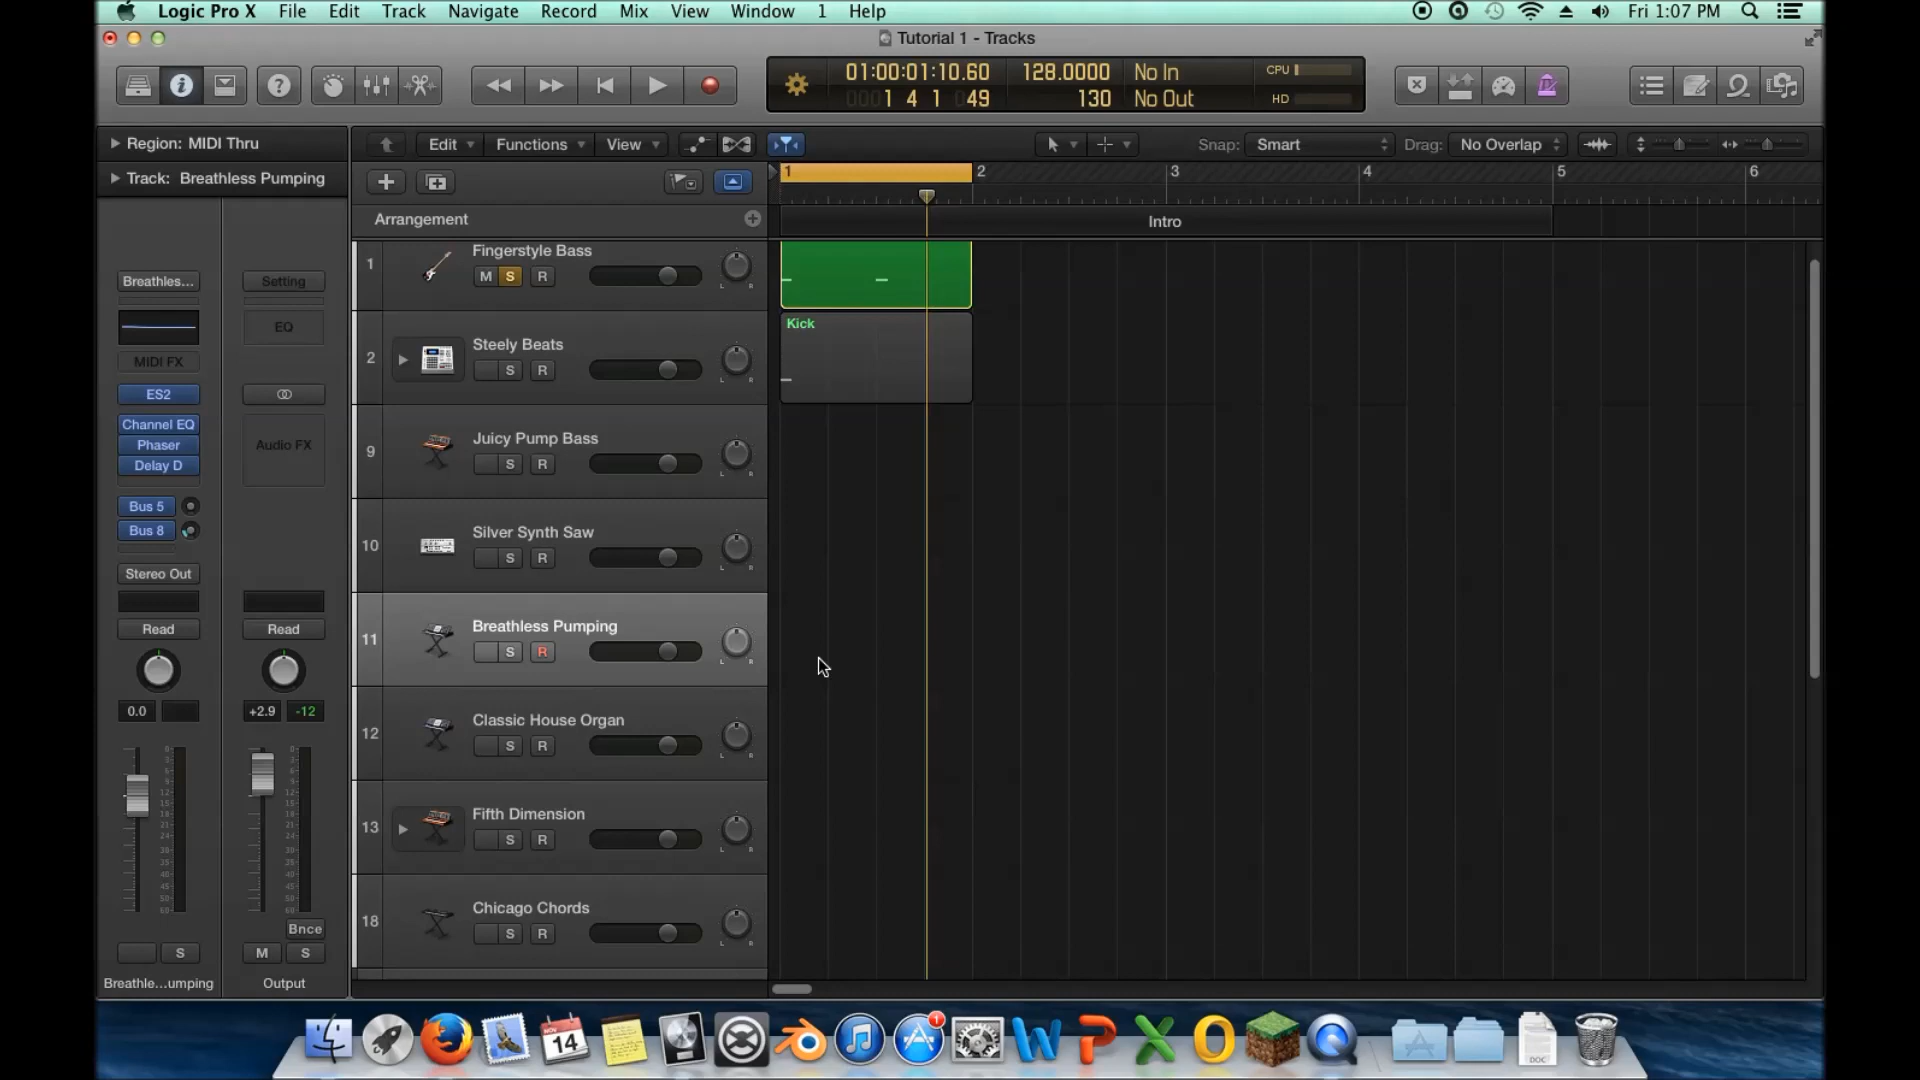 Logic Pro X File Edit Track Navigate Record Mix View Window 1 Help Fri 1:07 PM
Tutorial 1 - Tracks
01:00:01:10.60 128.0000 No In CPU
1 4 1 49 130 No Out HD
Region: MIDI Thru
Edit Functions View Snap: Smart Drag: No Overlap
Track: Breathless Pumping
1 2 3 4 5 6
Arrangement
Intro
1 Fingerstyle Bass
M S R
Kick
2 Steely Beats
S R
9 Juicy Pump Bass
S R
10 Silver Synth Saw
S R
11 Breathless Pumping
S R
12 Classic House Organ
S R
13 Fifth Dimension
S R
18 Chicago Chords
S R
Breathles... Setting
EQ
MIDI FX
ES2
Channel EQ
Phaser Audio FX
Delay D
Bus 5
Bus 8
Stereo Out
Read Read
0.0 +2.9 -12
Bnce
S M S
Breathle...umping Output
NOV
14
1
W P X O
DOC